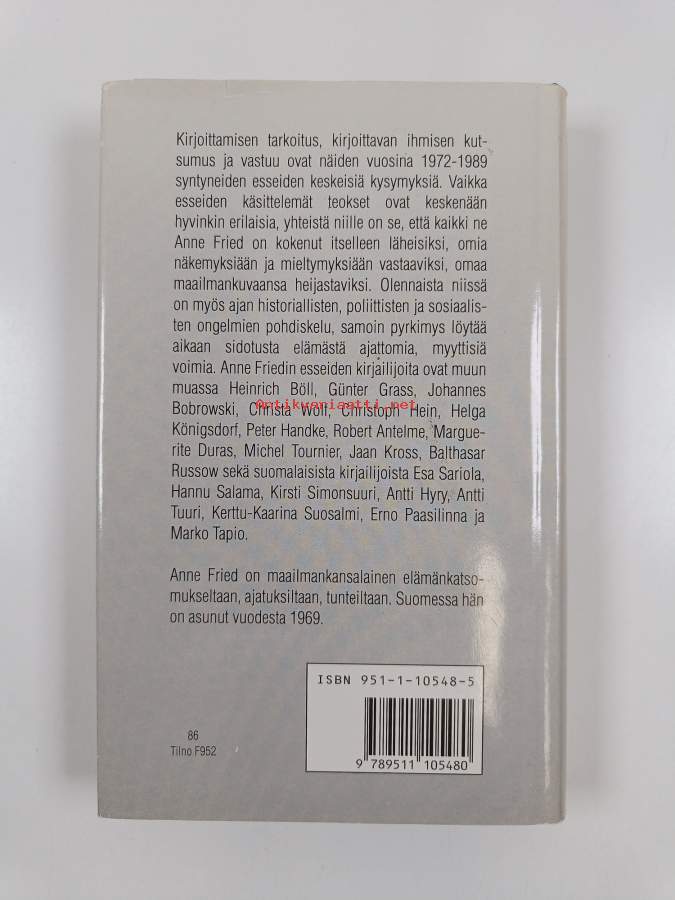 Kirjoittamisen tarkoitus, kirjoittavan ihmisen kut-
sumus ja vastuu ovat näiden vuosina 1972-1989
syntyneiden esseiden keskeisiä kysymyksiä. Vaikka
esseiden käsittelemät teokset ovat keskenään
hyvinkin erilaisia, yhteistä niille on se, että kaikki ne
Anne Fried on kokenut itselleen läheisiksi, omia
näkemyksiään ja mieltymyksiään vastaaviksi, omaa
maailmankuvaansa heijastaviksi. Olennaista niissä
on myös ajan historiallisten, poliittisten ja sosiaalis-
ten ongelmien pohdiskelu, samoin pyrkimys löytää
aikaan sidotusta elämästä ajattomia, myyttisiä
voimia. Anne Friedin esseiden kirjailijoita ovat muun
muassa Heinrich Böll, Günter Grass, Johannes
Antikvariaatti.net
Bobrowski, Christa Wolf, Christoph Hein, Helga
Königsdorf, Peter Handke, Robert Antelme, Margue-
rite Duras, Michel Tournier, Jaan Kross, Balthasar
Russow sekä suomalaisista kirjailijoista Esa Sariola,
Hannu Salama, Kirsti Simonsuuri, Antti Hyry, Antti
Tuuri, Kerttu-Kaarina Suosalmi, Erno Paasilinna ja
Marko Tapio.
Anne Fried on maailmankansalainen elämänkatso-
mukseltaan, ajatuksiltaan, tunteiltaan. Suomessa hän
on asunut vuodesta 1969.
ISBN 951-1-10548-5
86
Tilno F952
9 789511 105480